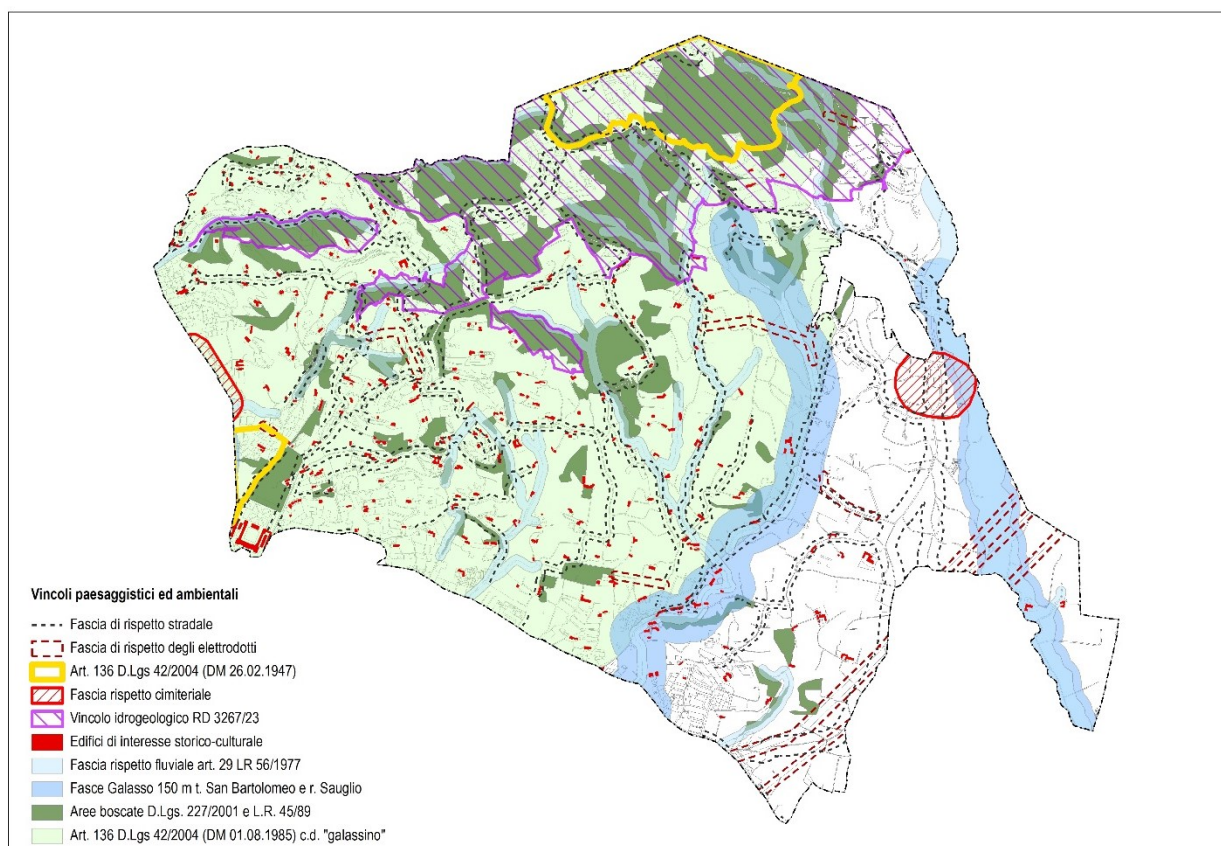 Vincoli paesaggistici ed ambientali
Fascia di rispetto stradale
Fascia di rispetto degli elettrodotti
Art. 136 D.Lgs 42/2004 (DM 26.02.1947)
Fascia rispetto cimiteriale
Vincolo idrogeologico RD 3267/23
Edifici di interesse storico-culturale
Fascia rispetto fluviale art. 29 LR 56/1977
Fasce Galasso 150 m t. San Bartolomeo e r. Sauglio
Aree boscate D.Lgs. 227/2001 e L.R. 45/89
Art. 136 D.Lgs 42/2004 (DM 01.08.1985) c.d. "galassino"